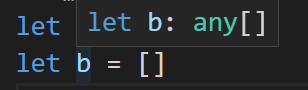 let b: any[]
let
let b = []